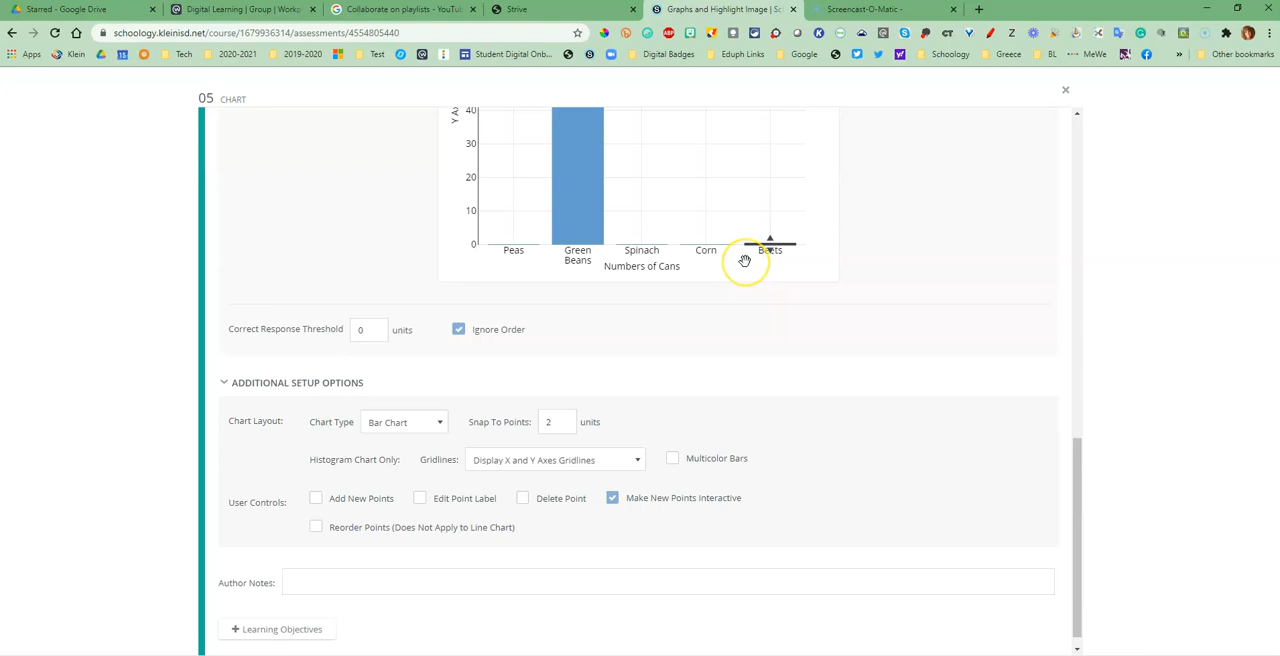 Starred - Google Drive × Digital Learning | Group | Workp × Collaborate on playlists - YouTu × Strive × Graphs and Highlight Image | Sc × Screencast-O-Matic - × +
schoology.kleinisd.net/course/1679936314/assessments/4554805440
Apps Klein Tech 2020-2021 2019-2020 Test Student Digital Onb... Digital Badges Eduph Links Google Schoology Greece BL MeWe » Other bookmarks
05 CHART ×
Y Ax
40
30
20
10
0
Peas Green Beans Spinach Corn Beets
Numbers of Cans
Correct Response Threshold 0 units Ignore Order
ADDITIONAL SETUP OPTIONS
Chart Layout: Chart Type Bar Chart Snap To Points: 2 units
Histogram Chart Only: Gridlines: Display X and Y Axes Gridlines Multicolor Bars
User Controls: Add New Points Edit Point Label Delete Point Make New Points Interactive
Reorder Points (Does Not Apply to Line Chart)
Author Notes:
+ Learning Objectives